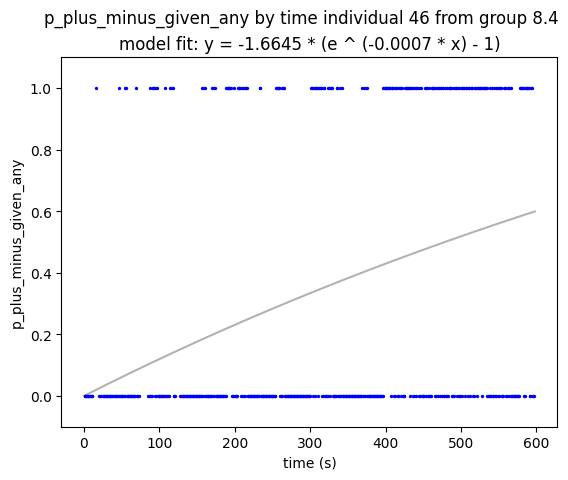 p_plus_minus_given_any by time individual 46 from group 8.4
model fit: y = -1.6645 * (e ^ (-0.0007 * x) - 1)
1.0
0.8
0.6
0.4
0.2
0.0
p_plus_minus_given_any
0 100 200 300 400 500 600
time (s)